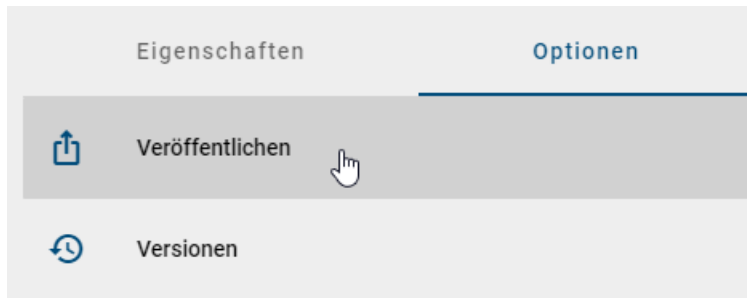 Eigenschaften Optionen
Veröffentlichen
Versionen